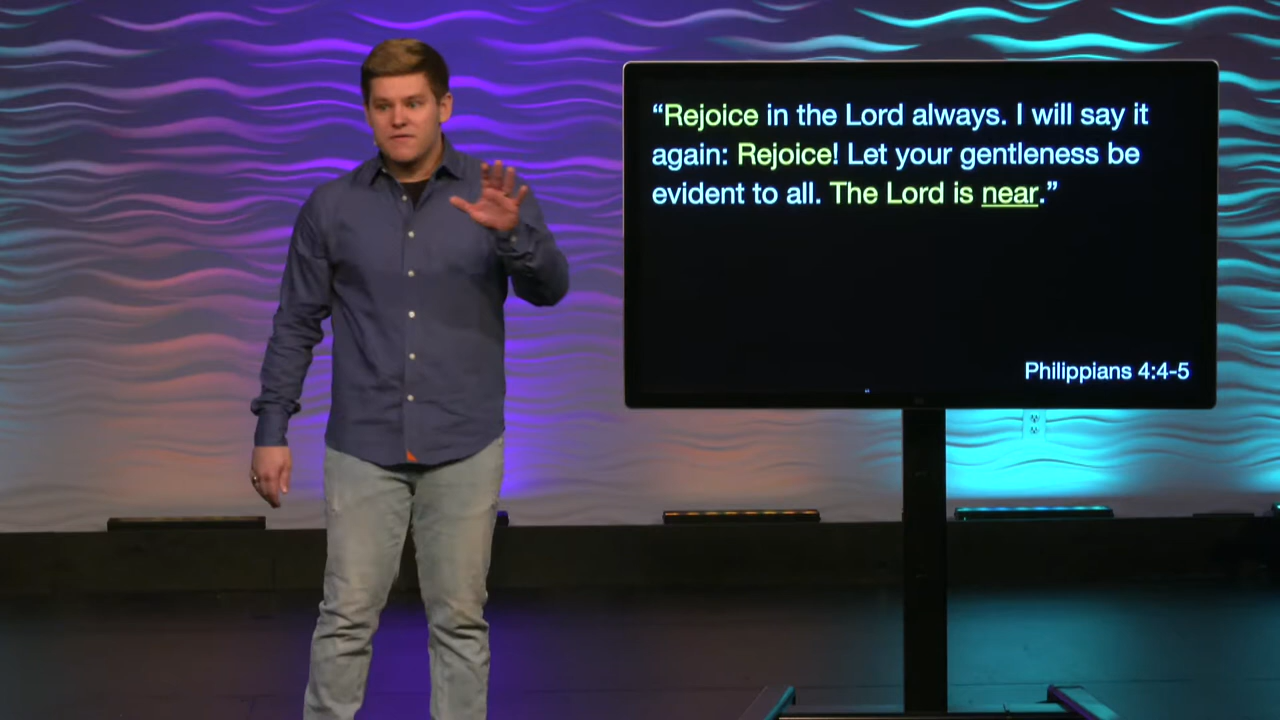 “Rejoice in the Lord always. I will say it
again: Rejoice! Let your gentleness be
evident to all. The Lord is near.”
Philippians 4:4-5